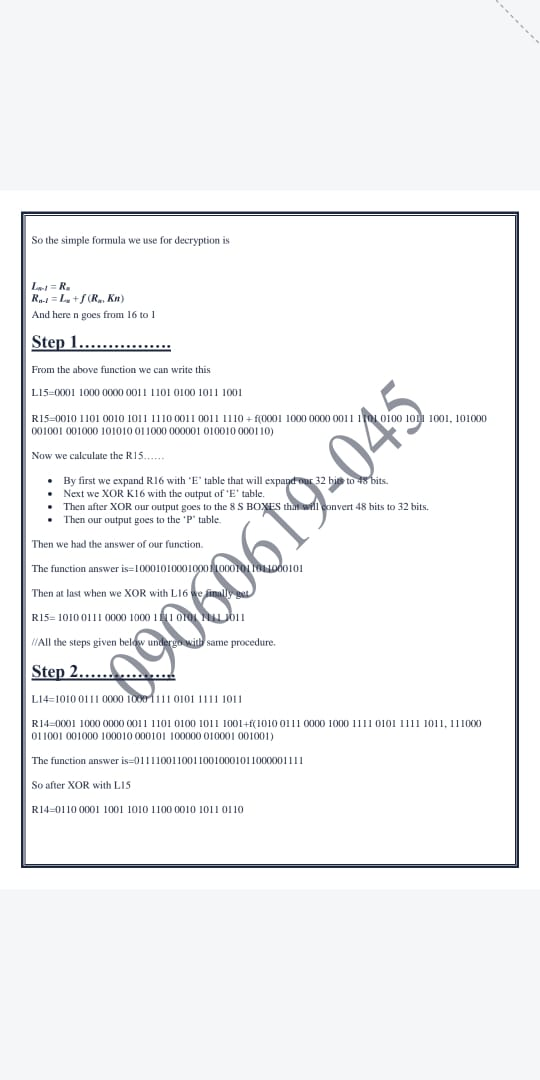 So the simple formula we use for decryption is
Ln-1 = Rn
Rn-1 = Ln + f (Rn, Kn)
And here n goes from 16 to 1
Step 1…………….
From the above function we can write this
L15=0001 1000 0000 0011 1101 0100 1011 1001
R15=0010 1101 0010 1011 1110 0011 0011 1110 + f(0001 1000 0000 0011 1101 0100 1011 1001, 101000
001001 001000 101010 011000 000001 010010 000110)
Now we calculate the R15……
• By first we expand R16 with ‘E’ table that will expand our 32 bits to 48 bits.
• Next we XOR K16 with the output of ‘E’ table.
• Then after XOR our output goes to the 8 S BOXES that will convert 48 bits to 32 bits.
• Then our output goes to the ‘P’ table.
Then we had the answer of our function.
The function answer is=10001010001000110001011011000101
Then at last when we XOR with L16 we finally get
R15= 1010 0111 0000 1000 1111 0101 1111 1011
//All the steps given below undergo with same procedure.
Step 2……………..
L14=1010 0111 0000 1000 1111 0101 1111 1011
R14=0001 1000 0000 0011 1101 0100 1011 1001+f(1010 0111 0000 1000 1111 0101 1111 1011, 111000
011001 001000 100010 000101 100000 010001 001001)
The function answer is=01111001100110010001011000001111
So after XOR with L15
R14=0110 0001 1001 1010 1100 0010 1011 0110
09060619-045